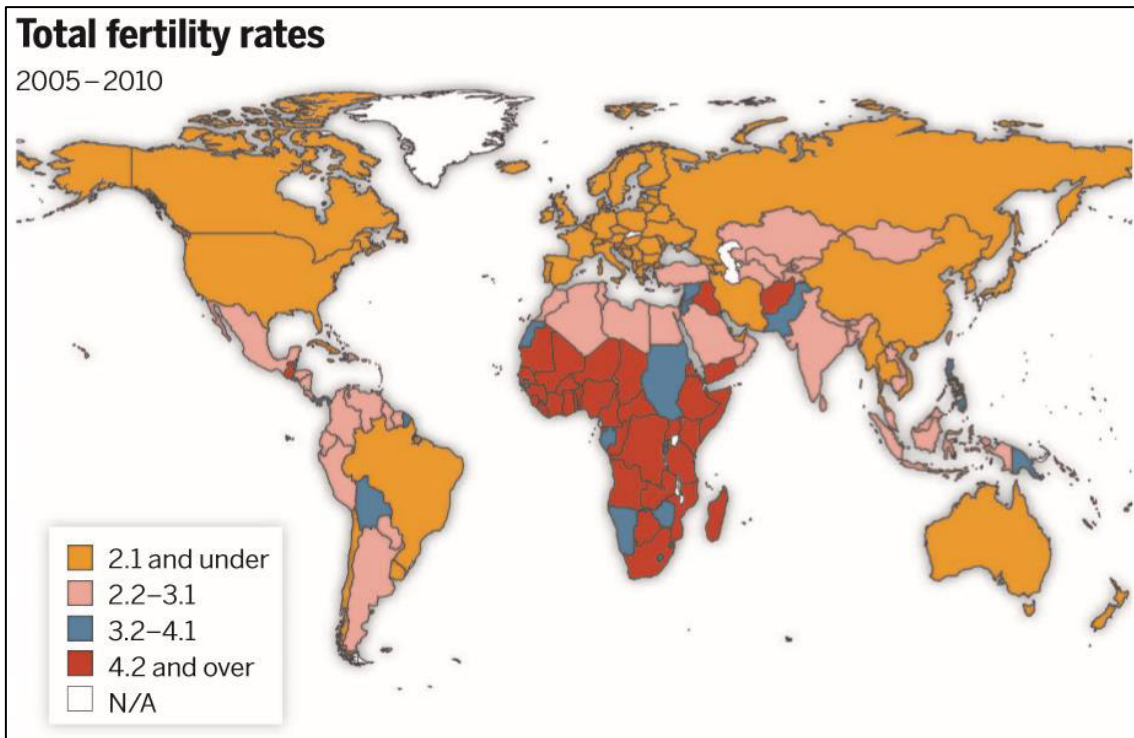 Total fertility rates
2005–2010
2.1 and under
2.2–3.1
3.2–4.1
4.2 and over
N/A